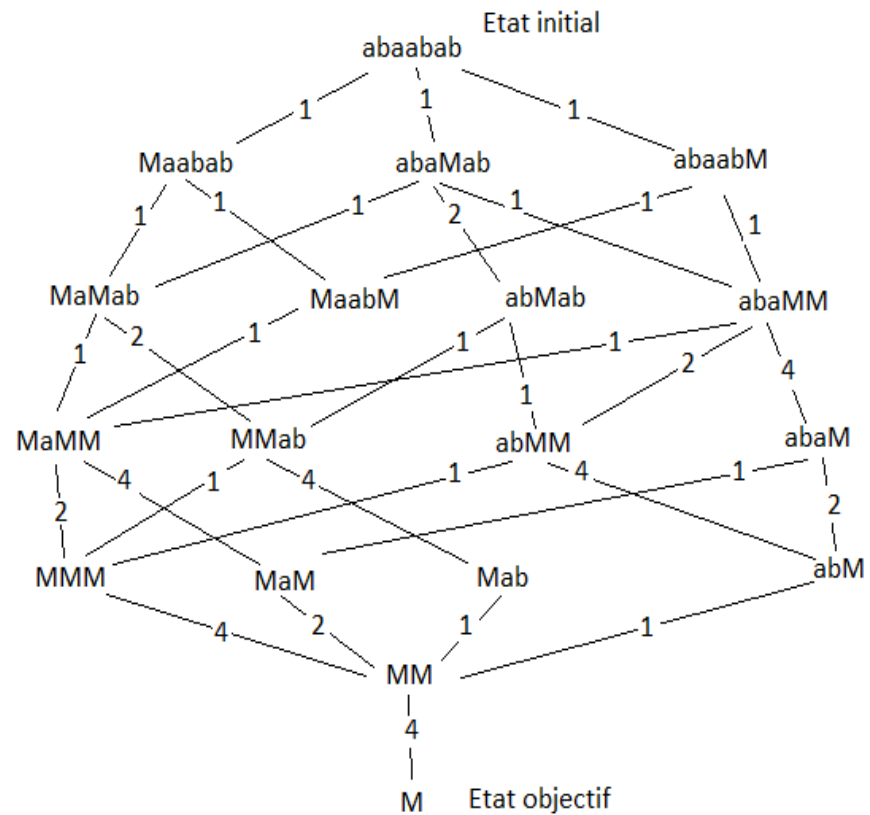 Etat initial
abaabab
1 1 1
Maabab abaMab abaabM
1 1 1 2 1 1 1
MaMab MaabM abMab abaMM
1 2 1 1 1 1 2 4
MaMM MMab abMM abaM
2 4 1 4 1 4 1 2
MMM MaM Mab abM
4 2 1 1
MM
4
M Etat objectif